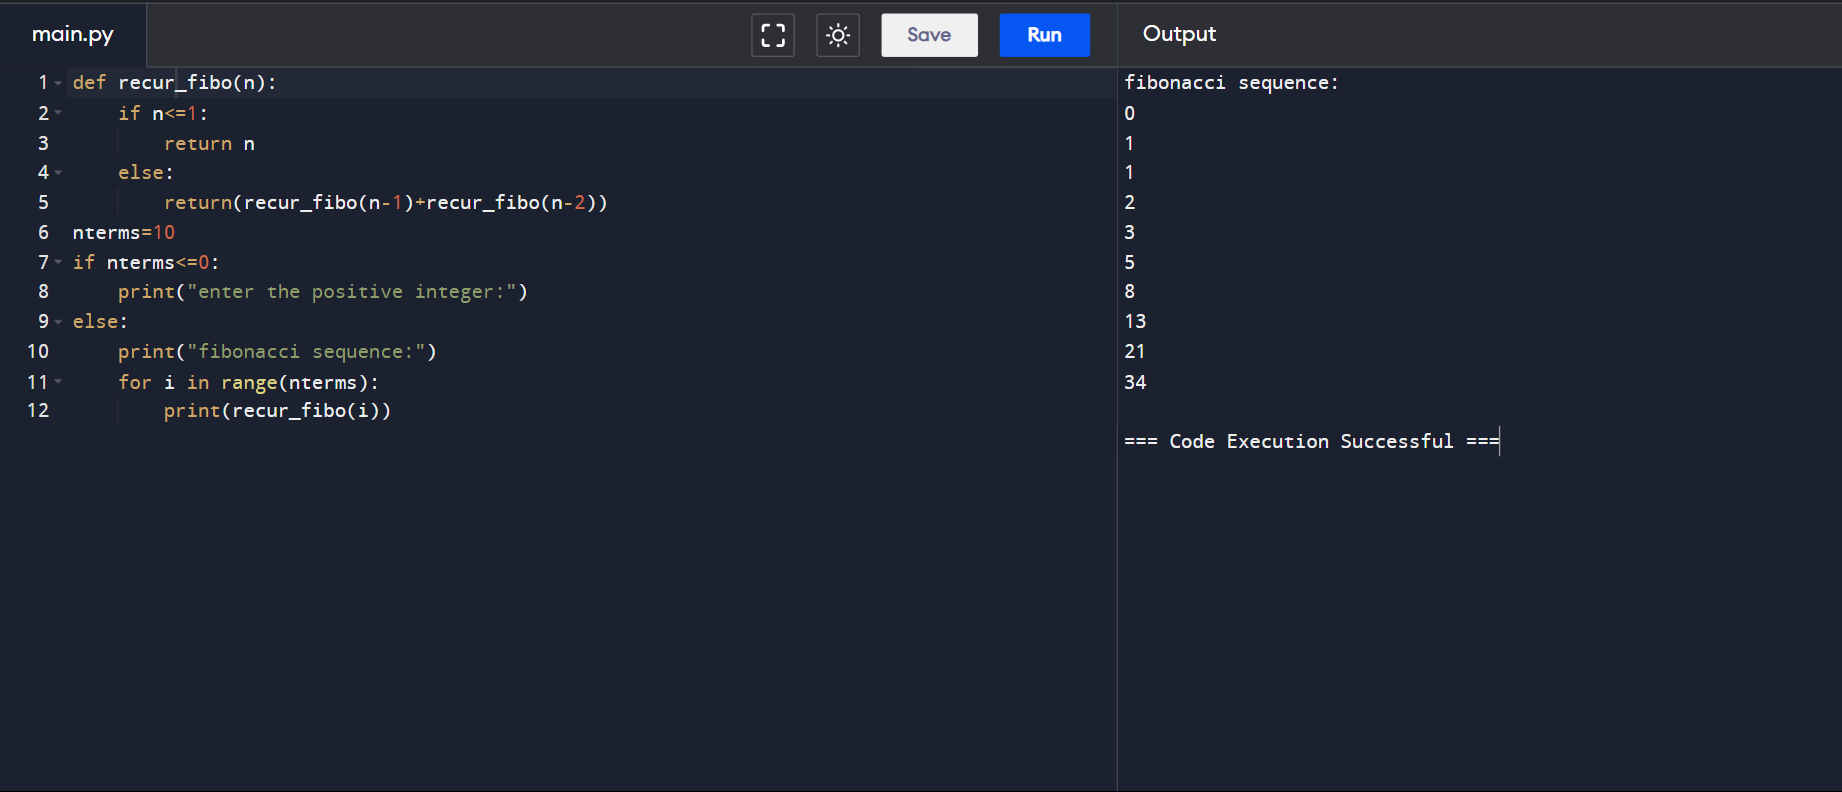 main.py
Save
Run
Output
1 def recur_fibo(n):
2     if n<=1:
3         return n
4     else:
5         return(recur_fibo(n-1)+recur_fibo(n-2))
6 nterms=10
7 if nterms<=0:
8     print("enter the positive integer:")
9 else:
10     print("fibonacci sequence:")
11     for i in range(nterms):
12         print(recur_fibo(i))
fibonacci sequence:
0
1
1
2
3
5
8
13
21
34
=== Code Execution Successful ===